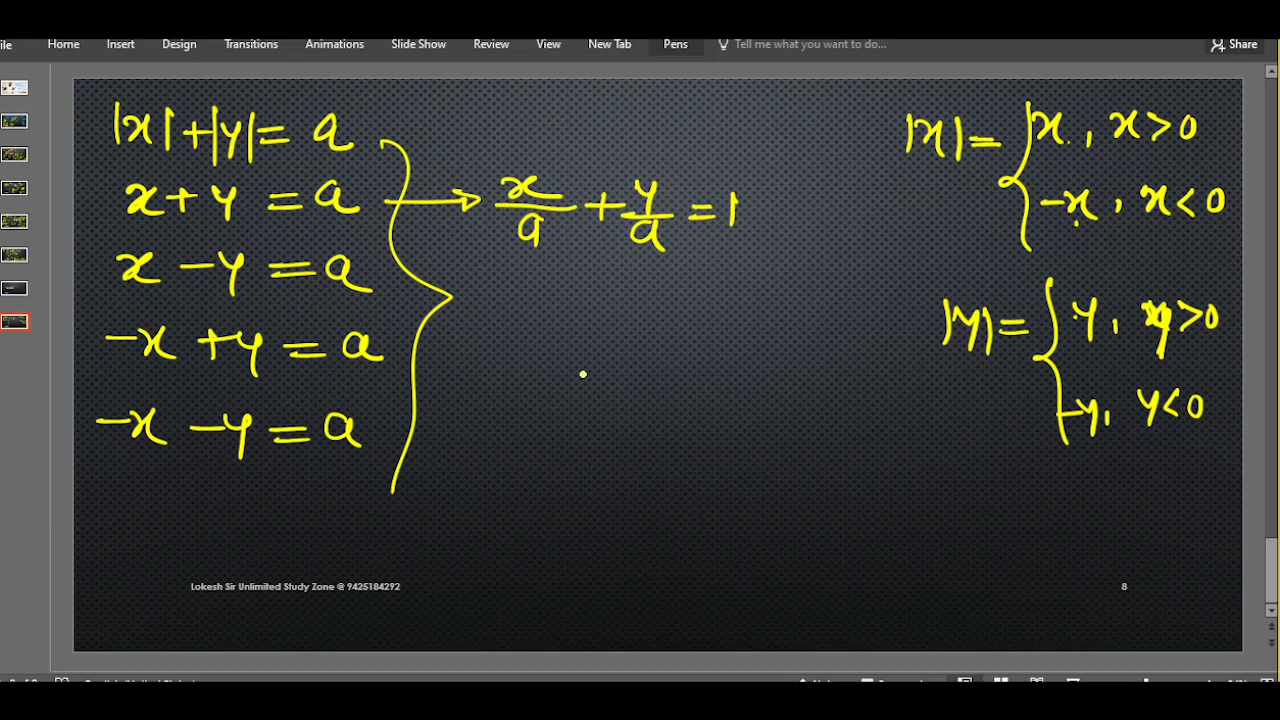 Home Insert Design Transitions Animations Slide Show Review View New Tab Pens Tell me what you want to do... Share
|x| + |y| = a
x + y = a
x - y = a
-x + y = a
-x - y = a
x/a + y/a = 1
|x| = { x, x > 0
-x, x < 0
|y| = { y, y > 0
-y, y < 0
Lokesh Sir Unlimited Study Zone @ 9425184292
8